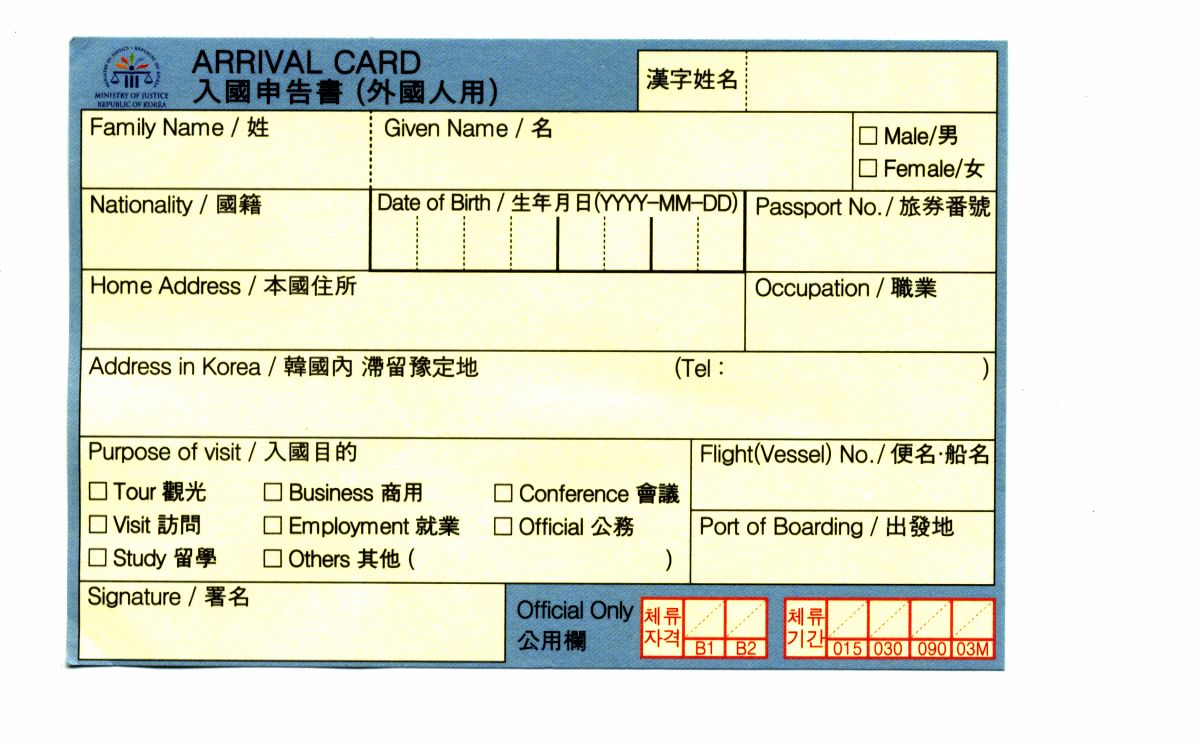 MINISTRY OF JUSTICE · REPUBLIC OF KOREA
MINISTRY OF JUSTICE
REPUBLIC OF KOREA
ARRIVAL CARD
入國申告書 (外國人用)
漢字姓名
Family Name / 姓
Given Name / 名
□ Male/男
□ Female/女
Nationality / 國籍
Date of Birth / 生年月日(YYYY-MM-DD)
Passport No. / 旅券番號
Home Address / 本國住所
Occupation / 職業
Address in Korea / 韓國內 滯留豫定地 (Tel : )
Purpose of visit / 入國目的
□ Tour 觀光 □ Business 商用 □ Conference 會議
□ Visit 訪問 □ Employment 就業 □ Official 公務
□ Study 留學 □ Others 其他 ( )
Flight(Vessel) No. / 便名·船名
Port of Boarding / 出發地
Signature / 署名
Official Only
公用欄
체류
자격
B1 B2
체류
기간
015 030 090 03M